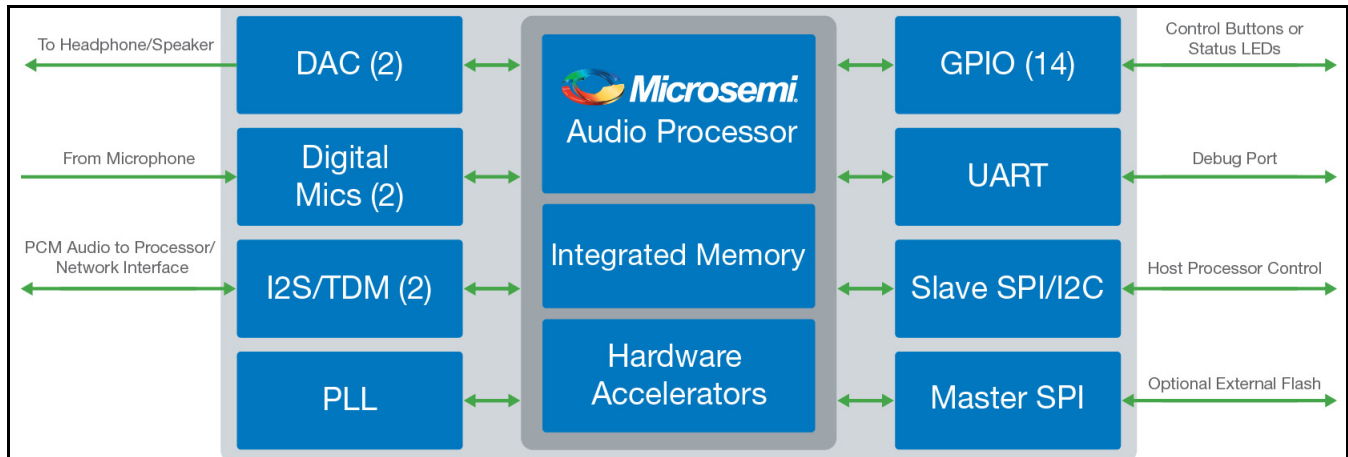 To Headphone/Speaker
DAC (2)
Microsemi.
Audio Processor
GPIO (14)
Control Buttons or
Status LEDs
From Microphone
Digital
Mics (2)
UART
Debug Port
PCM Audio to Processor/
Network Interface
I2S/TDM (2)
Integrated Memory
Slave SPI/I2C
Host Processor Control
PLL
Hardware
Accelerators
Master SPI
Optional External Flash